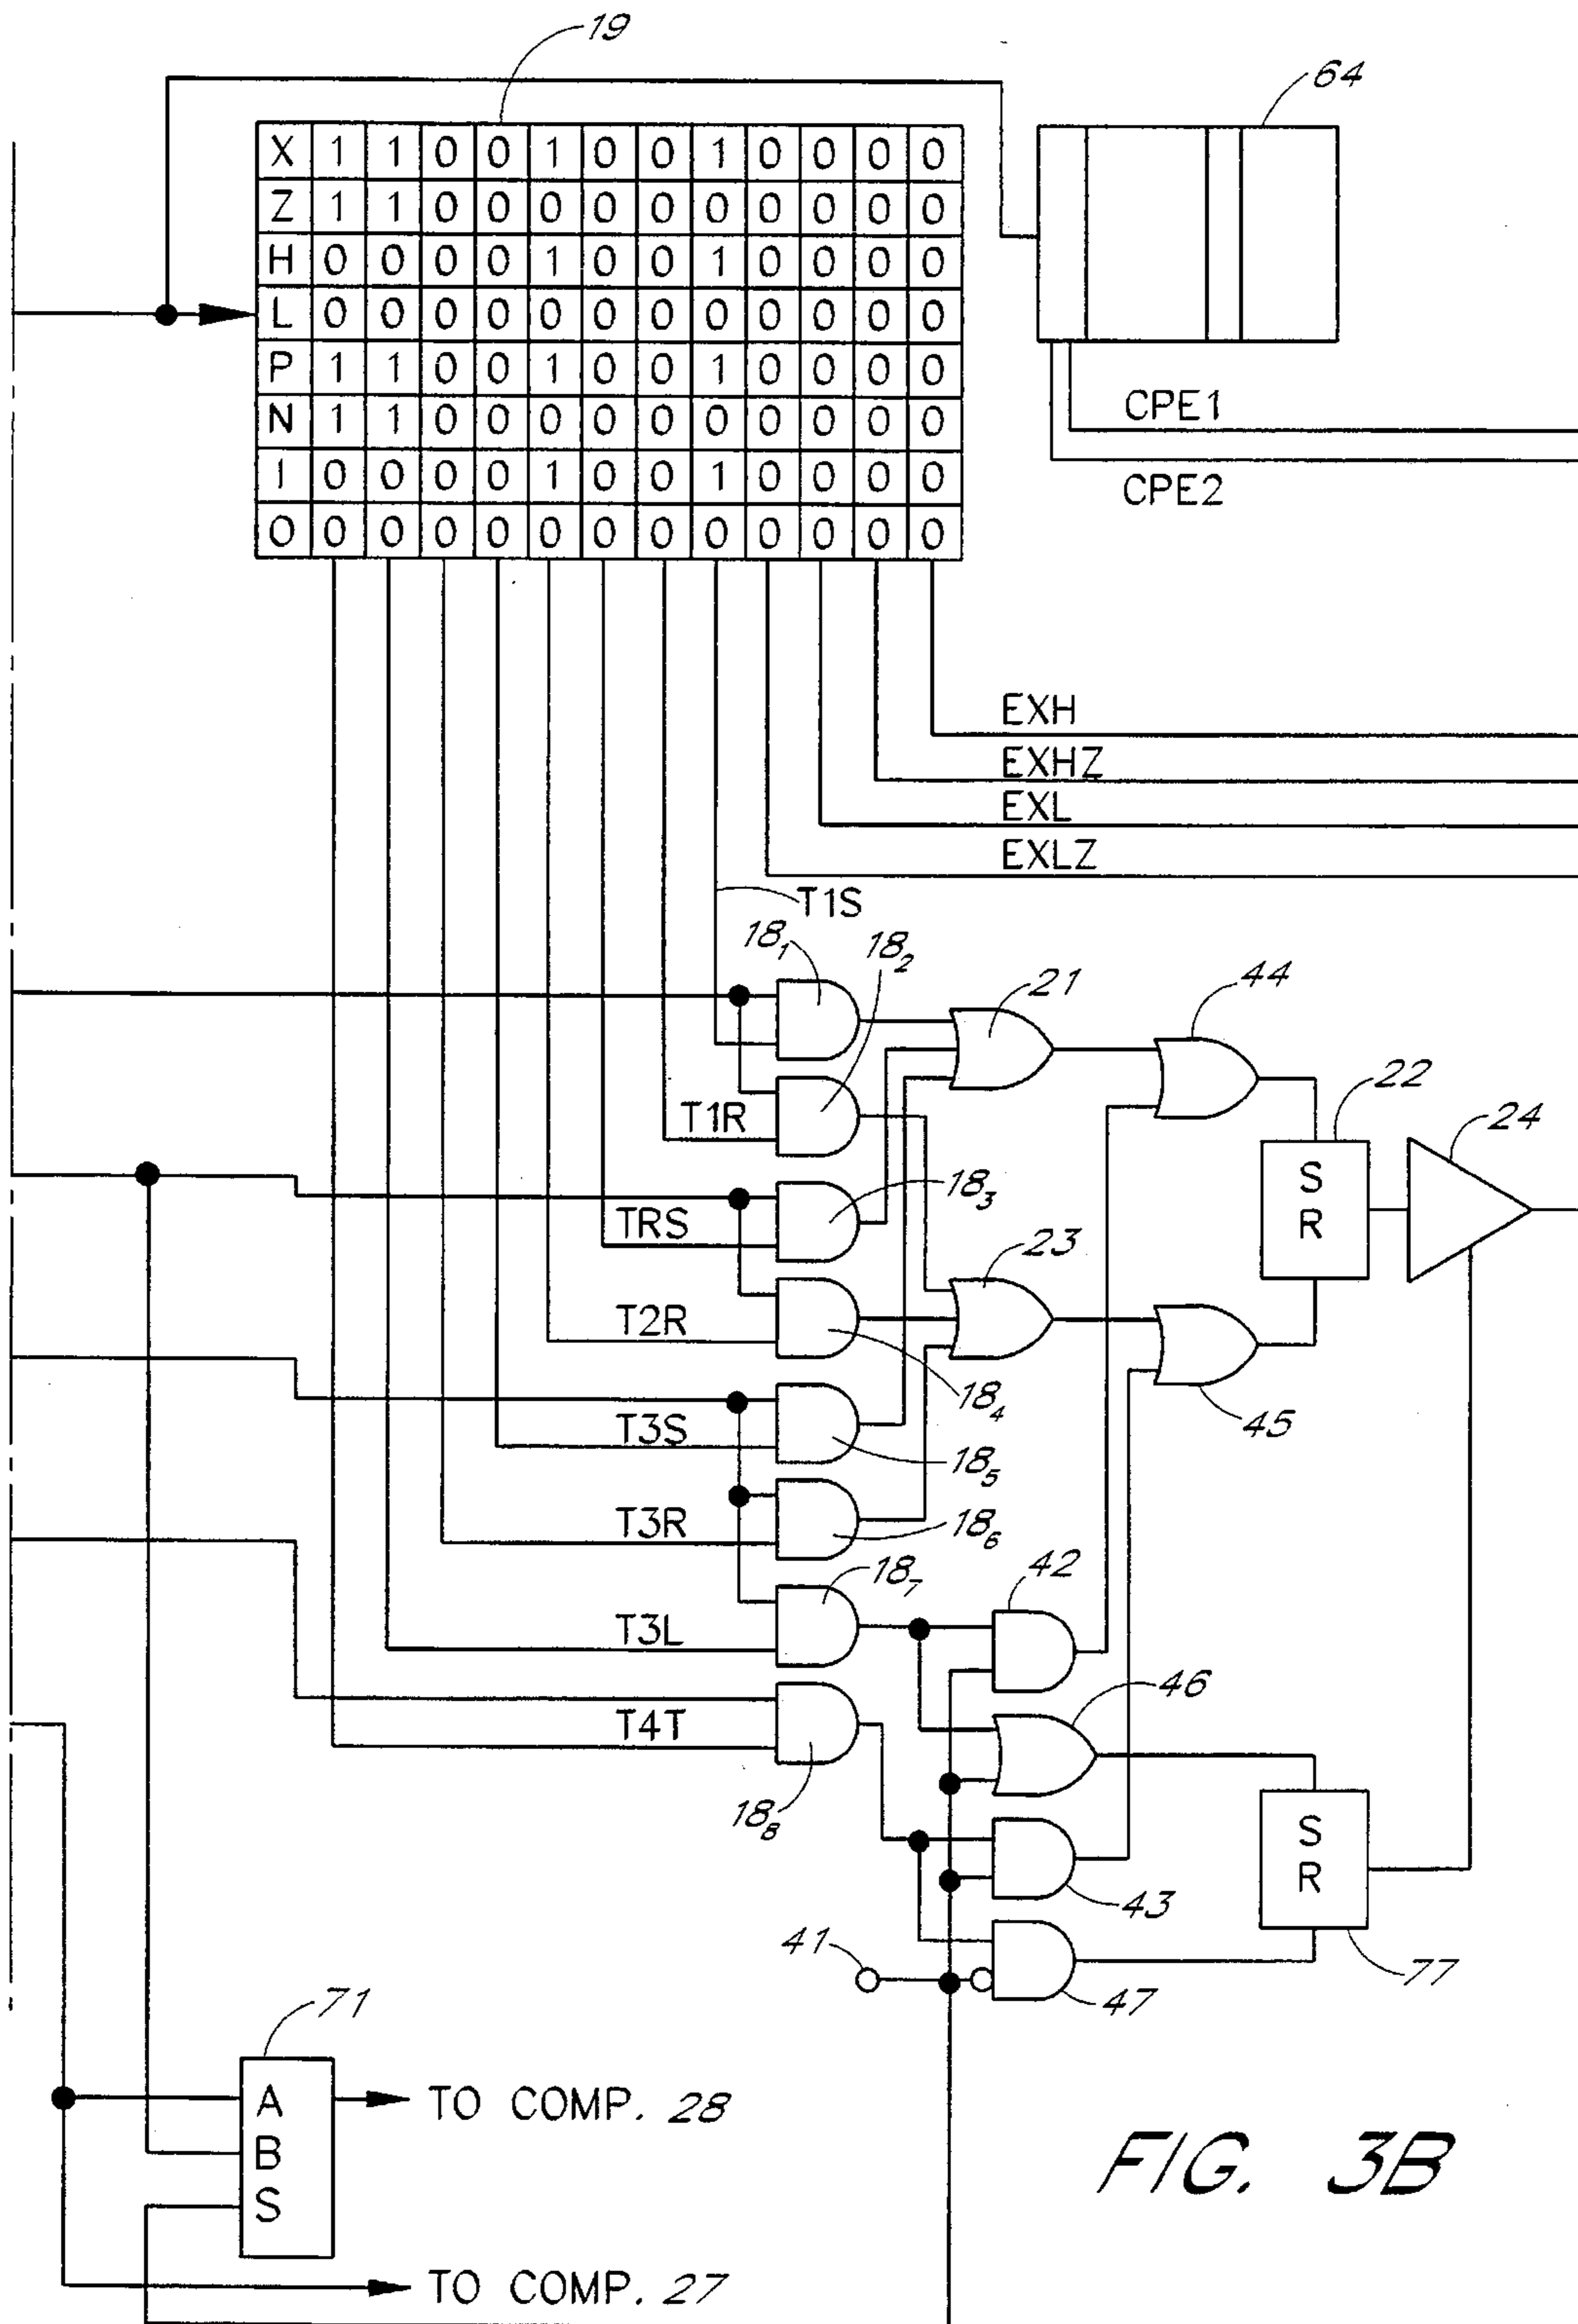 19
64
X 1 1 0 0 1 0 0 1 0 0 0 0
Z 1 1 0 0 0 0 0 0 0 0 0 0
H 0 0 0 0 1 0 0 1 0 0 0 0
L 0 0 0 0 0 0 0 0 0 0 0 0
P 1 1 0 0 1 0 0 1 0 0 0 0
N 1 1 0 0 0 0 0 0 0 0 0 0
I 0 0 0 0 1 0 0 1 0 0 0 0
O 0 0 0 0 0 0 0 0 0 0 0 0
CPE1
CPE2
EXH
EXHZ
EXL
EXLZ
T1S
18₁
18₂
21
44
22
24
T1R
S
R
18₃
TRS
23
T2R
18₄
45
T3S
18₅
T3R
18₆
18₇
42
T3L
46
T4T
18₈
S
R
43
41
47
77
71
A
B
S
TO COMP. 28
TO COMP. 27
FIG. 3B